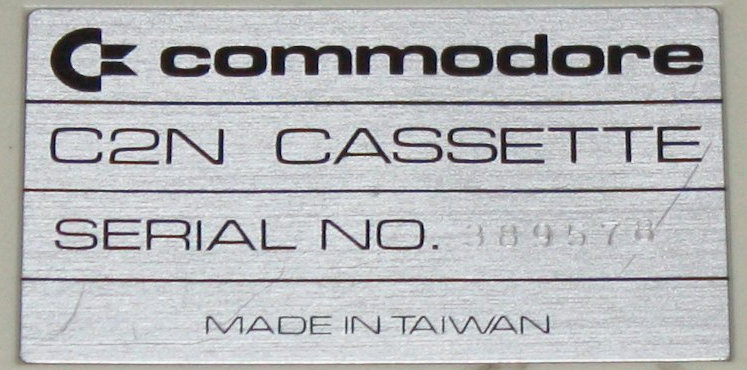 commodore
C2N CASSETTE
SERIAL NO. 389578
MADE IN TAIWAN